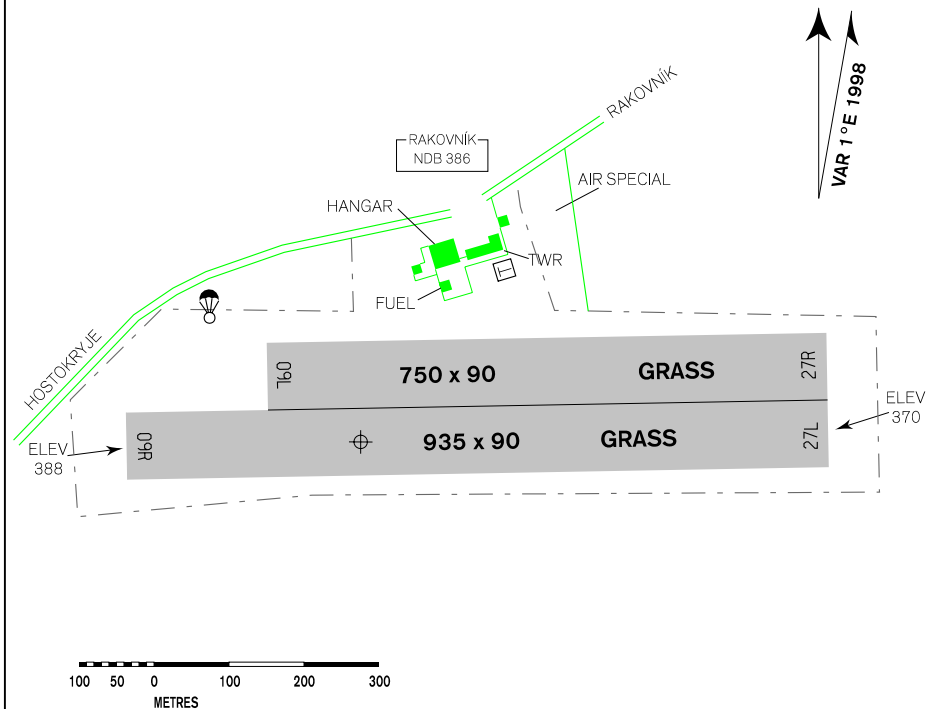 VAR 1°E 1998
RAKOVNÍK
RAKOVNÍK
NDB 386
AIR SPECIAL
HANGAR
TWR
T
FUEL
HOSTOKRYJE
09L
750 x 90
GRASS
27R
ELEV
370
09R
935 x 90
GRASS
27L
ELEV
388
100 50 0 100 200 300
METRES